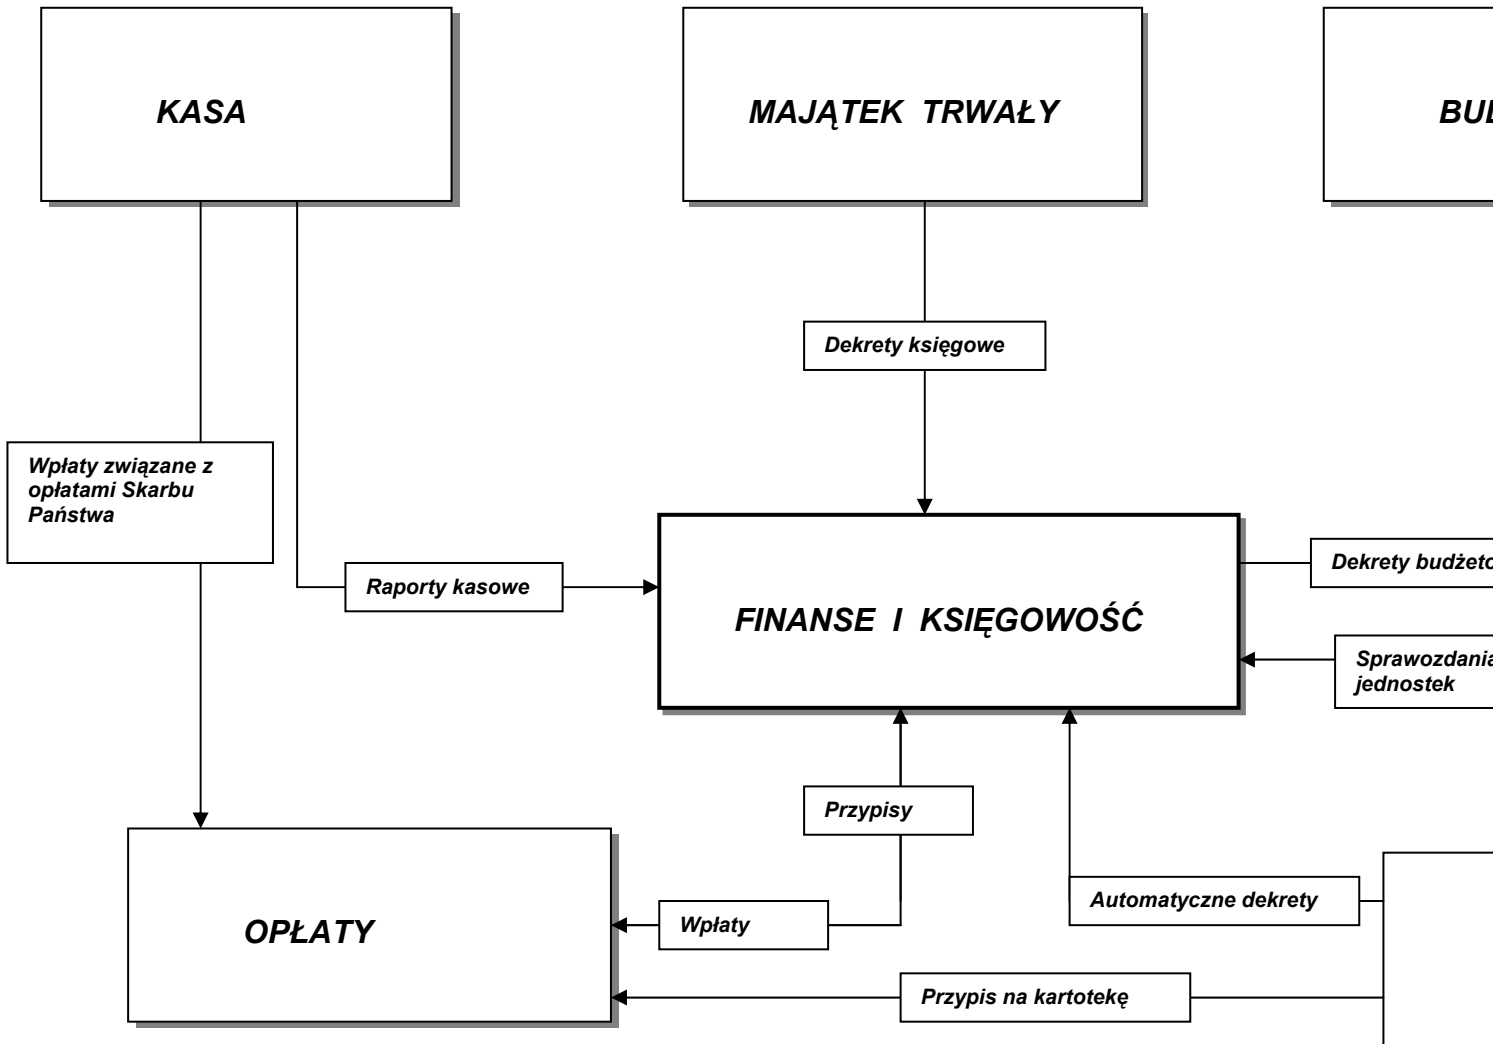 KASA
MAJĄTEK TRWAŁY
Dekrety księgowe
Wpłaty związane z
opłatami Skarbu
Państwa
Raporty kasowe
FINANSE I KSIĘGOWOŚĆ
Dekrety
Sprawozdania
jednostek
Przypisy
OPŁATY
Wpłaty
Automatyczne dekrety
Przypis na kartotekę